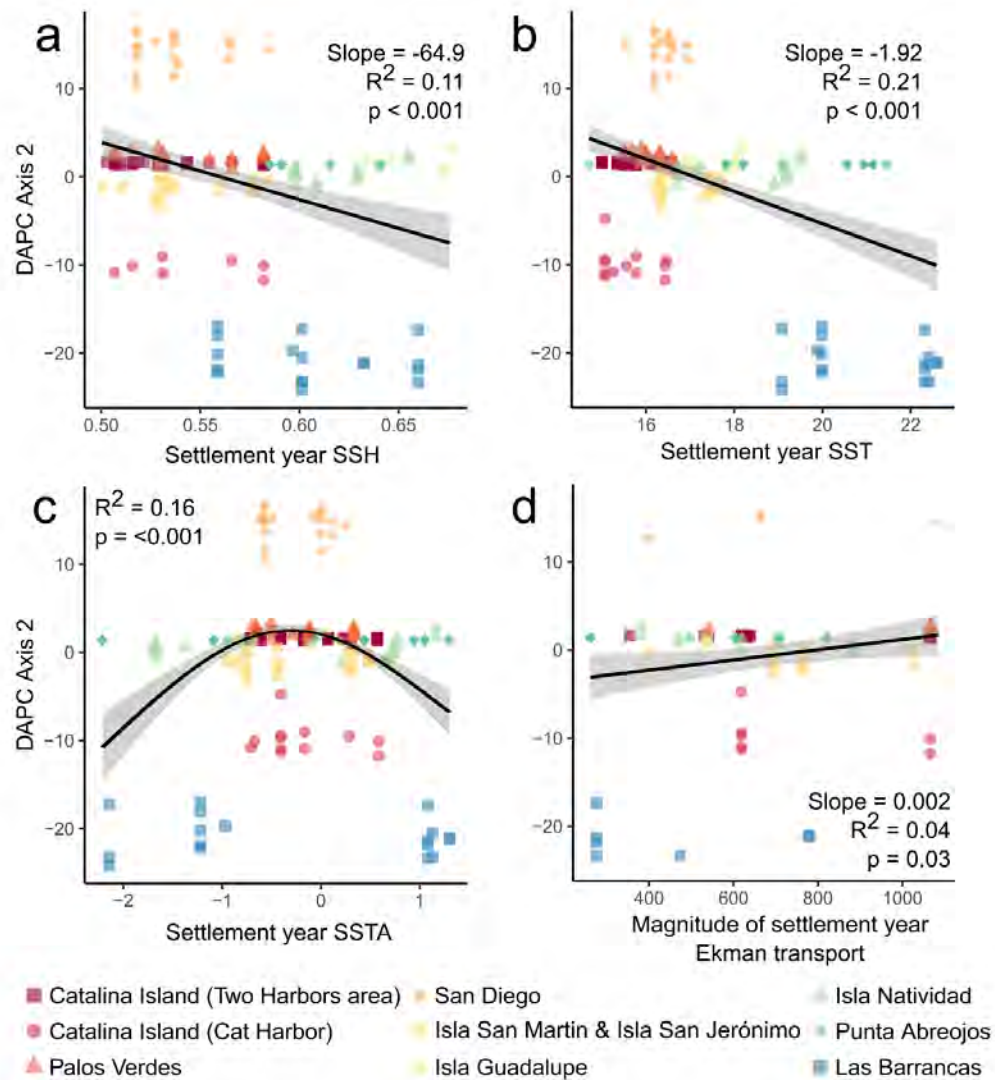 a
Slope = -64.9
R2 = 0.11
p < 0.001
10
0
−10
−20
DAPC Axis 2
0.50
0.55
0.60
0.65
Settlement year SSH
b
Slope = -1.92
R2 = 0.21
p < 0.001
10
0
−10
−20
16
18
20
22
Settlement year SST
c
R2 = 0.16
p = <0.001
10
0
−10
−20
DAPC Axis 2
−2
−1
0
1
Settlement year SSTA
d
10
0
−10
−20
Slope = 0.002
R2 = 0.04
p = 0.03
400
600
800
1000
Magnitude of settlement year
Ekman transport
Catalina Island (Two Harbors area)
San Diego
Isla Natividad
Catalina Island (Cat Harbor)
Isla San Martin & Isla San Jerónimo
Punta Abreojos
Palos Verdes
Isla Guadalupe
Las Barrancas